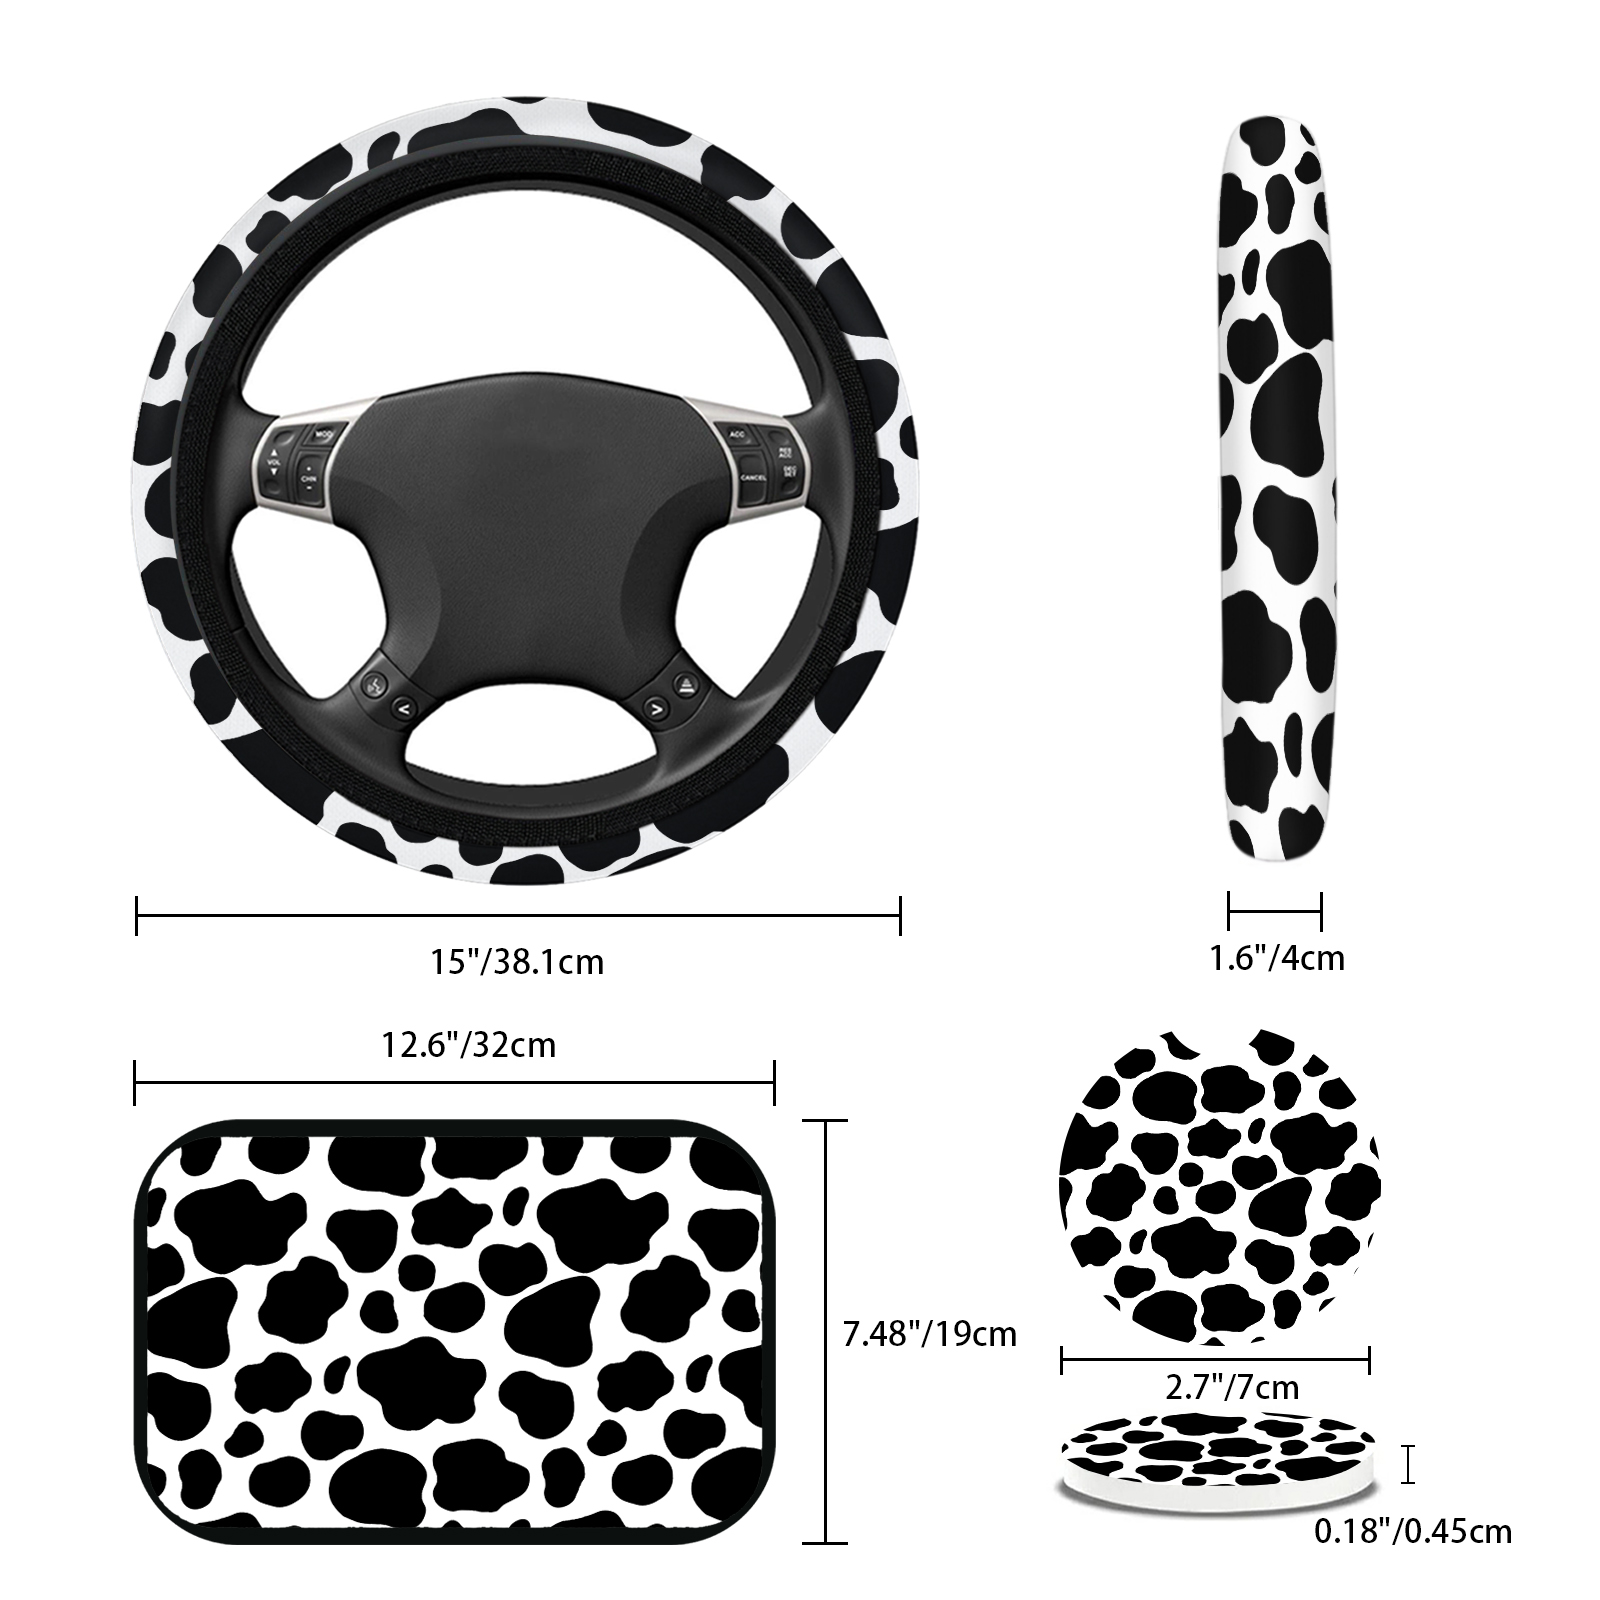 MOD
VOL
CHN
ACC
RES
ACC
CANCEL
DEC
SET
<
>
15"/38.1cm
1.6"/4cm
12.6"/32cm
7.48"/19cm
2.7"/7cm
0.18"/0.45cm